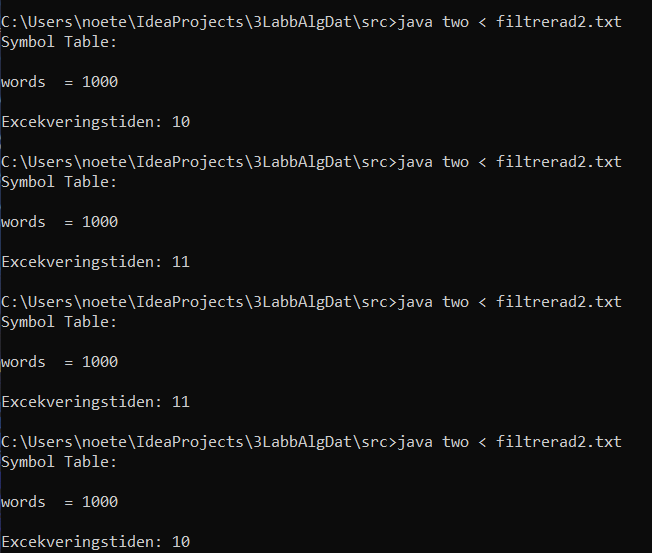 C:\Users\noete\IdeaProjects\3LabbAlgDat\src>java two < filtrerad2.txt
Symbol Table:
words  = 1000
Excekveringstiden: 10
C:\Users\noete\IdeaProjects\3LabbAlgDat\src>java two < filtrerad2.txt
Symbol Table:
words  = 1000
Excekveringstiden: 11
C:\Users\noete\IdeaProjects\3LabbAlgDat\src>java two < filtrerad2.txt
Symbol Table:
words  = 1000
Excekveringstiden: 11
C:\Users\noete\IdeaProjects\3LabbAlgDat\src>java two < filtrerad2.txt
Symbol Table:
words  = 1000
Excekveringstiden: 10